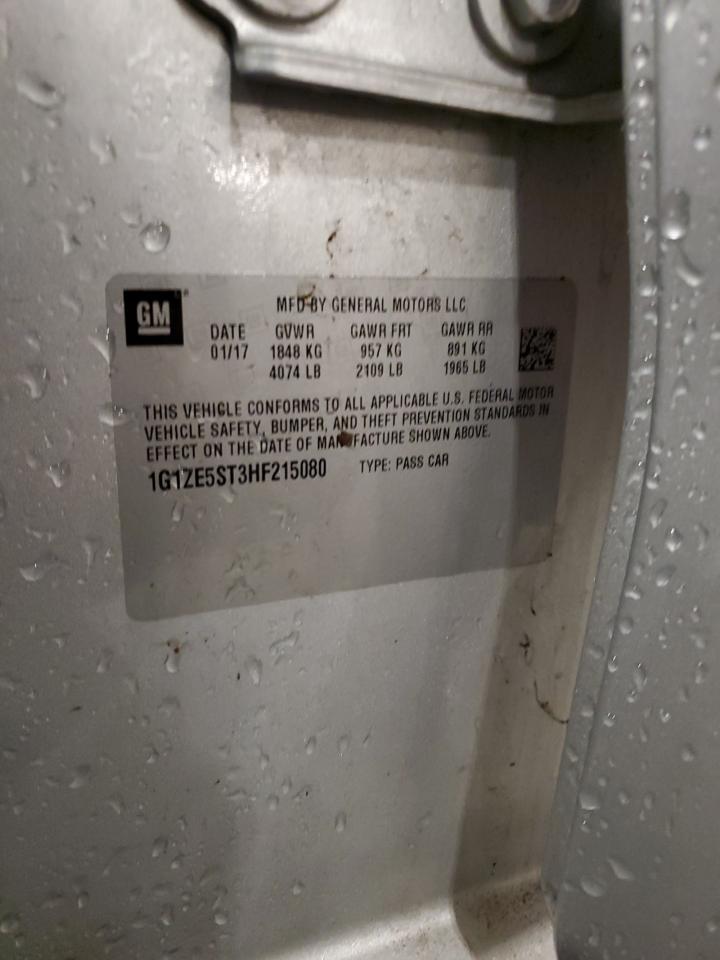 GM
MFD BY GENERAL MOTORS LLC
DATE GVWR GAWR FRT GAWR RR
01/17 1848 KG 957 KG 891 KG
4074 LB 2109 LB 1965 LB
THIS VEHICLE CONFORMS TO ALL APPLICABLE U.S. FEDERAL MOTOR
VEHICLE SAFETY, BUMPER, AND THEFT PREVENTION STANDARDS IN
EFFECT ON THE DATE OF MANUFACTURE SHOWN ABOVE.
1G1ZE5ST3HF215080 TYPE: PASS CAR